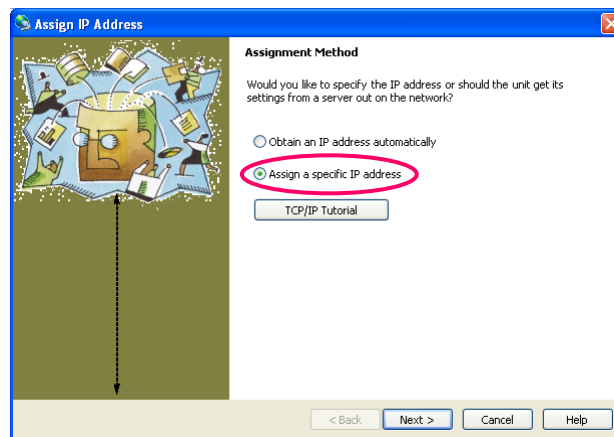 Assign IP Address
Assignment Method
Would you like to specify the IP address or should the unit get its
settings from a server out on the network?
Obtain an IP address automatically
Assign a specific IP address
TCP/IP Tutorial
< Back
Next >
Cancel
Help